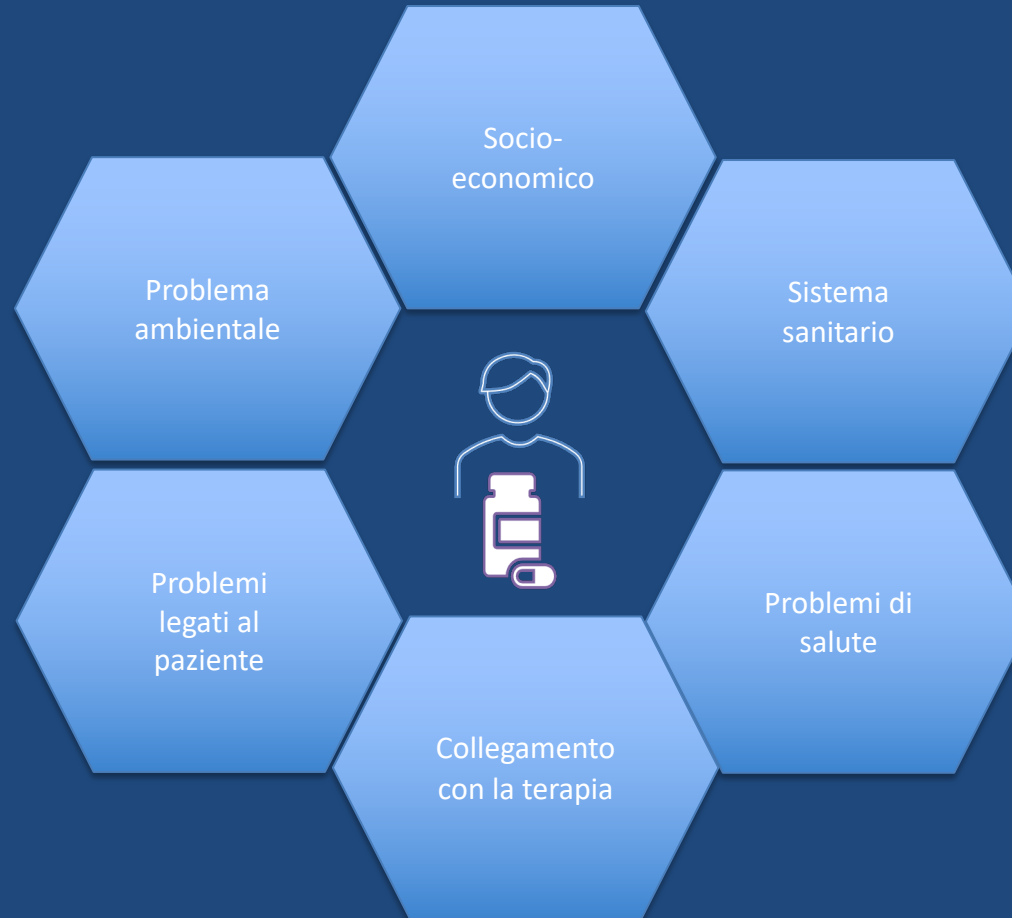 Socio-
economico
Problema
ambientale
Sistema
sanitario
Problemi
legati al
paziente
Problemi di
salute
Collegamento
con la terapia